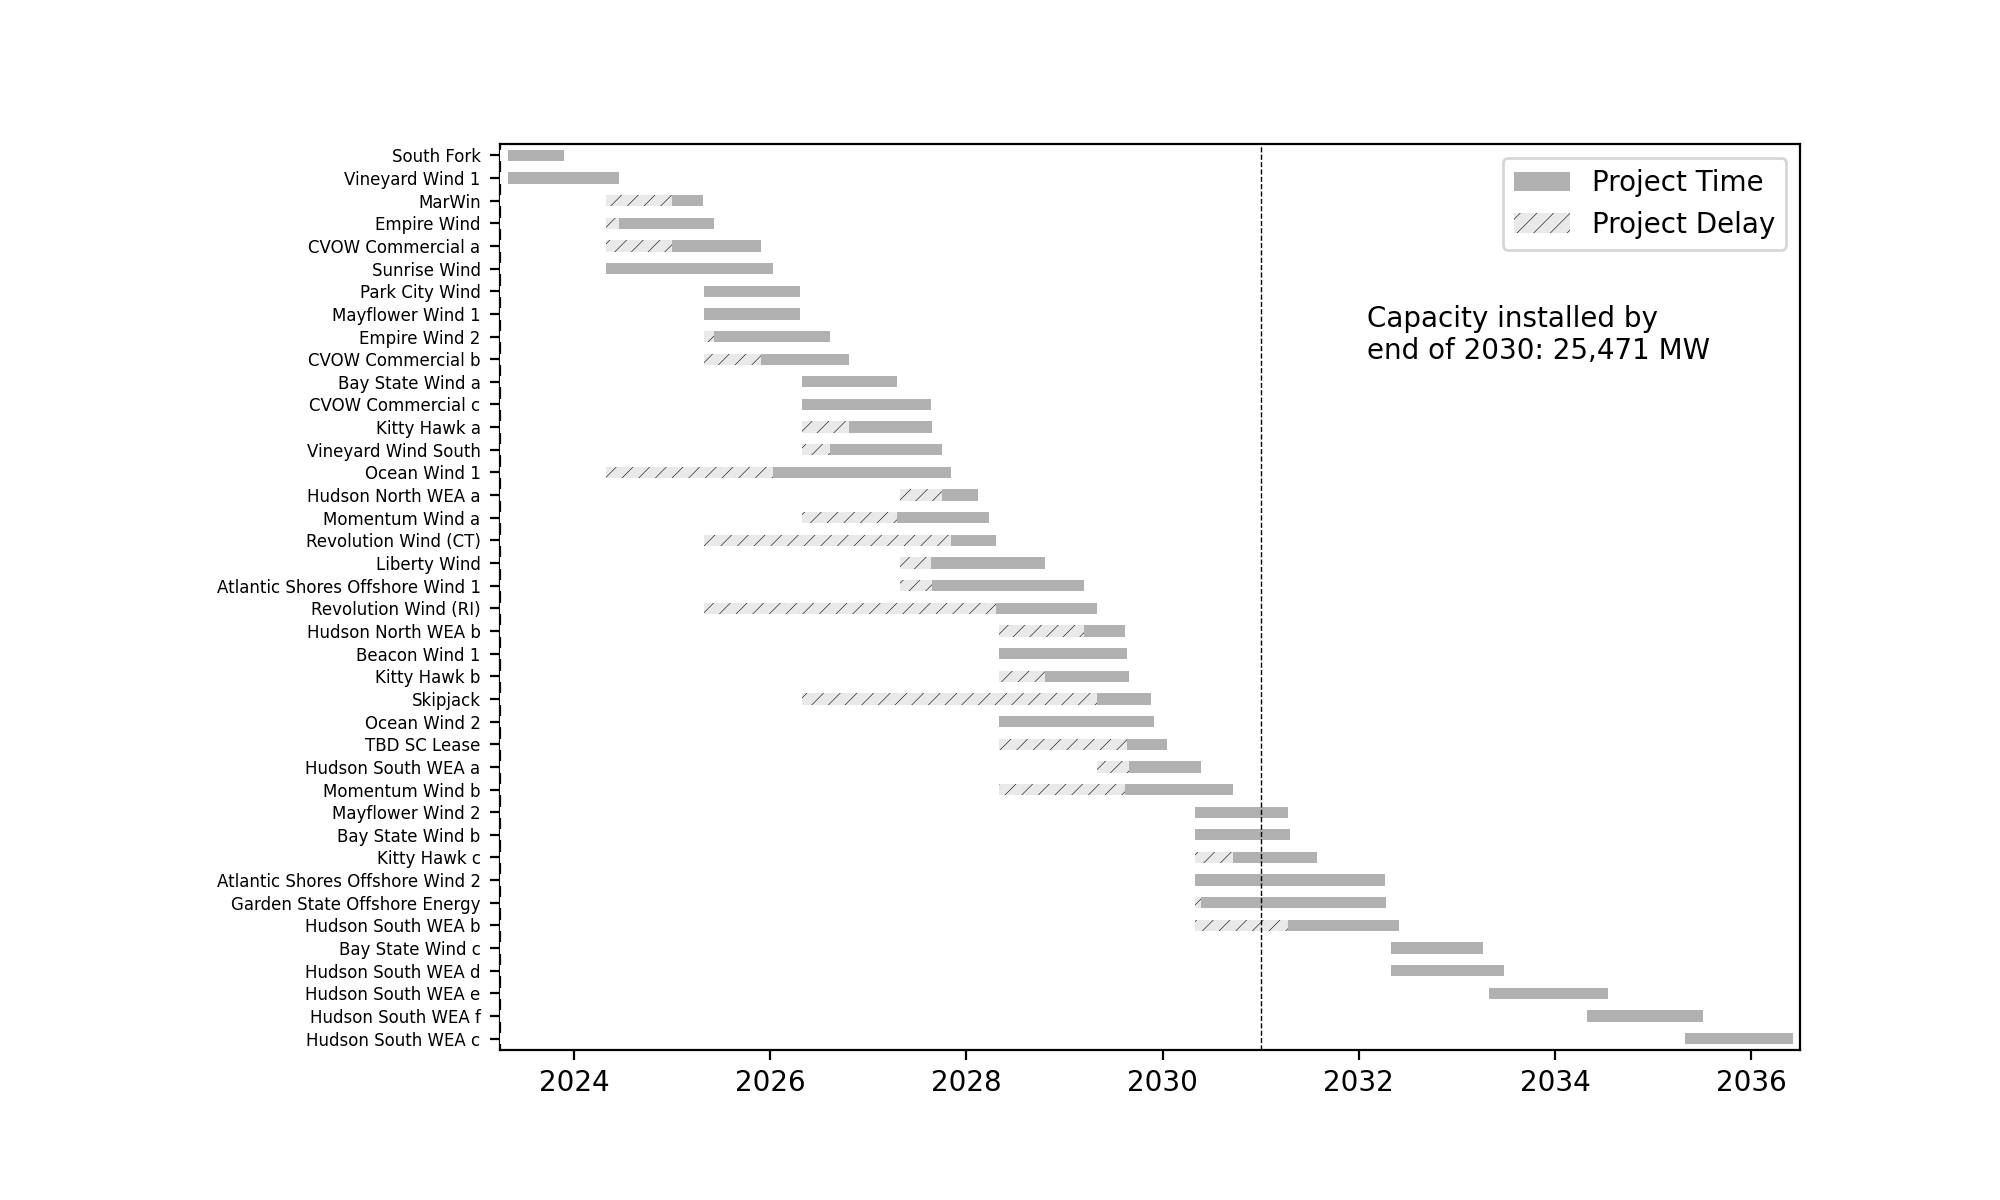 South Fork
Vineyard Wind 1
MarWin
Empire Wind
CVOW Commercial a
Sunrise Wind
Park City Wind
Mayflower Wind 1
Empire Wind 2
CVOW Commercial b
Bay State Wind a
CVOW Commercial c
Kitty Hawk a
Vineyard Wind South
Ocean Wind 1
Hudson North WEA a
Momentum Wind a
Revolution Wind (CT)
Liberty Wind
Atlantic Shores Offshore Wind 1
Revolution Wind (RI)
Hudson North WEA b
Beacon Wind 1
Kitty Hawk b
Skipjack
Ocean Wind 2
TBD SC Lease
Hudson South WEA a
Momentum Wind b
Mayflower Wind 2
Bay State Wind b
Kitty Hawk c
Atlantic Shores Offshore Wind 2
Garden State Offshore Energy
Hudson South WEA b
Bay State Wind c
Hudson South WEA d
Hudson South WEA e
Hudson South WEA f
Hudson South WEA c
Project Time
Project Delay
Capacity installed by
end of 2030: 25,471 MW
2024 2026 2028 2030 2032 2034 2036